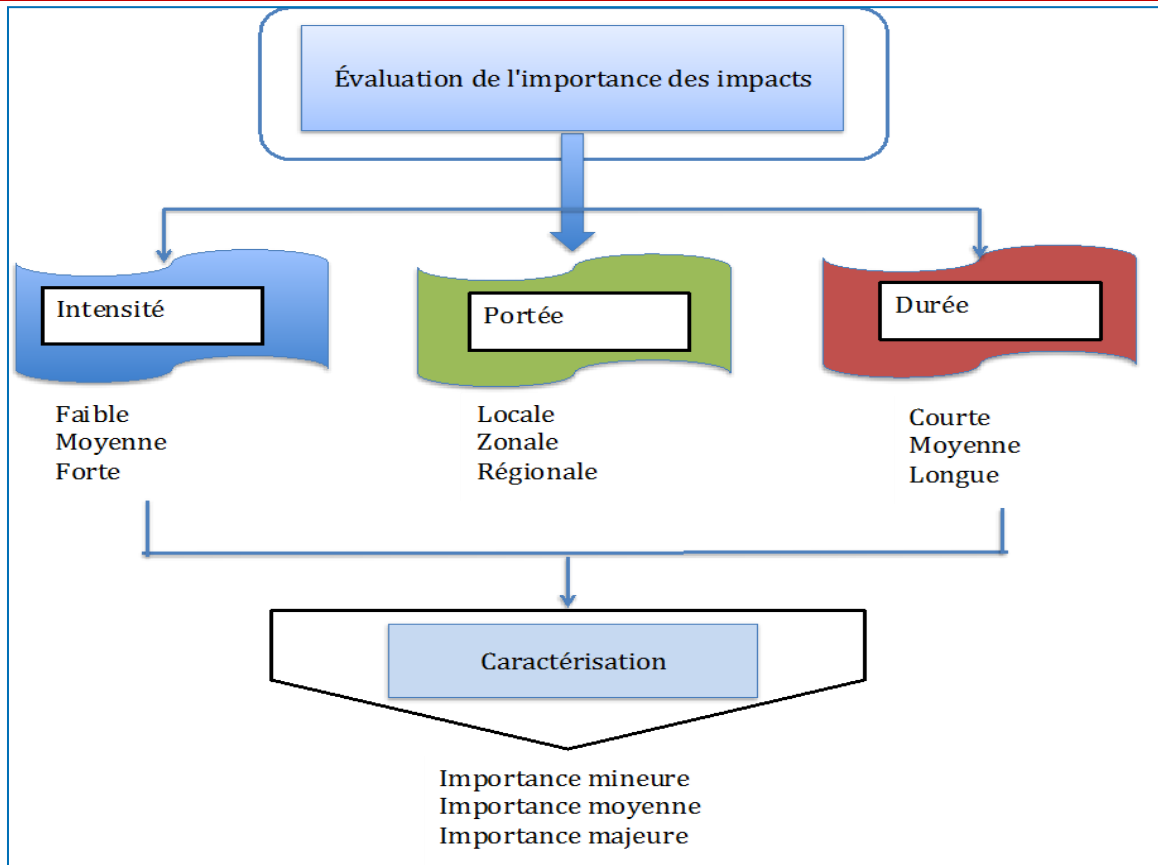 Évaluation de l'importance des impacts
Intensité
Portée
Durée
Faible
Moyenne
Forte
Locale
Zonale
Régionale
Courte
Moyenne
Longue
Caractérisation
Importance mineure
Importance moyenne
Importance majeure